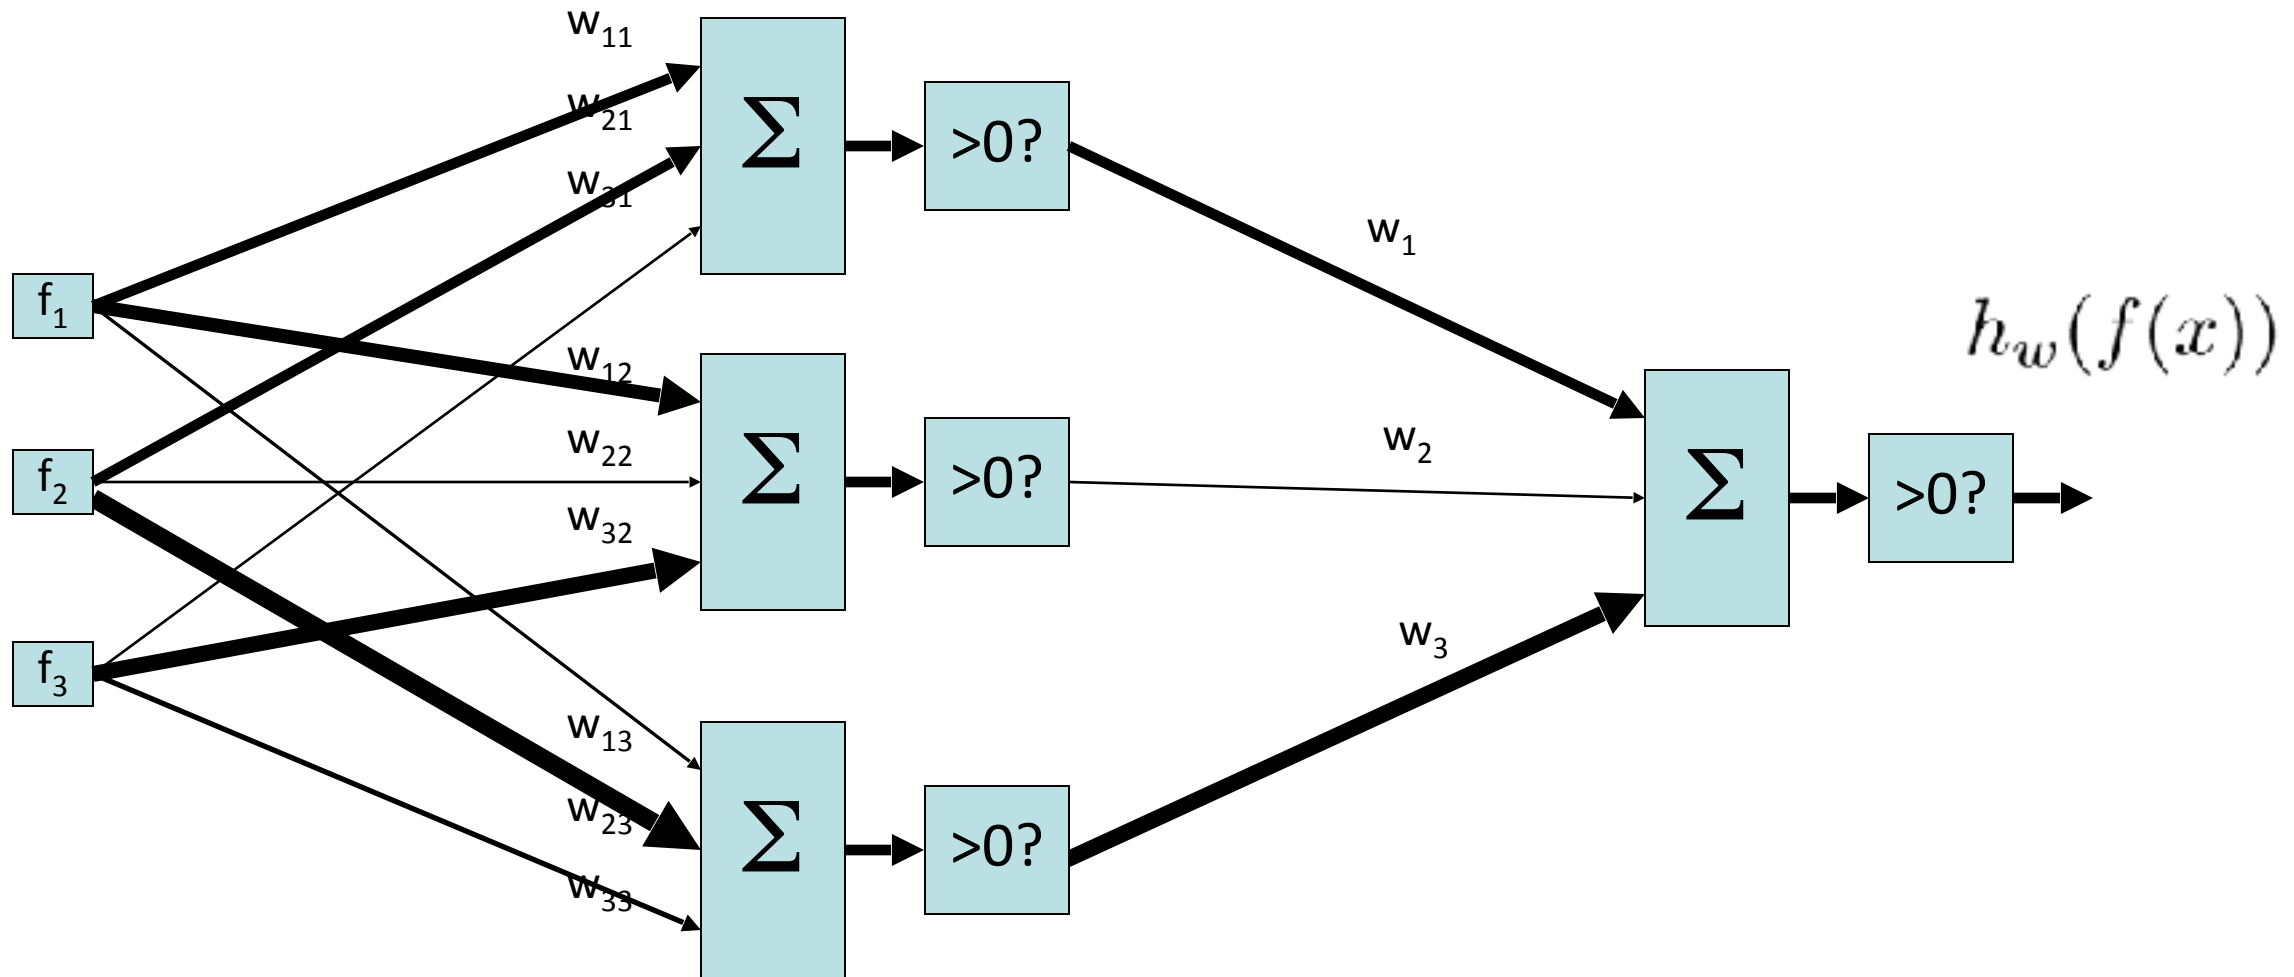 w₁₁
w₂₁
w₃₁
Σ
>0?
f₁
w₁
h_w(f(x))
w₁₂
f₂
w₂₂
w₃₂
Σ
>0?
w₂
Σ
>0?
f₃
w₃
w₁₃
w₂₃
w₃₃
Σ
>0?